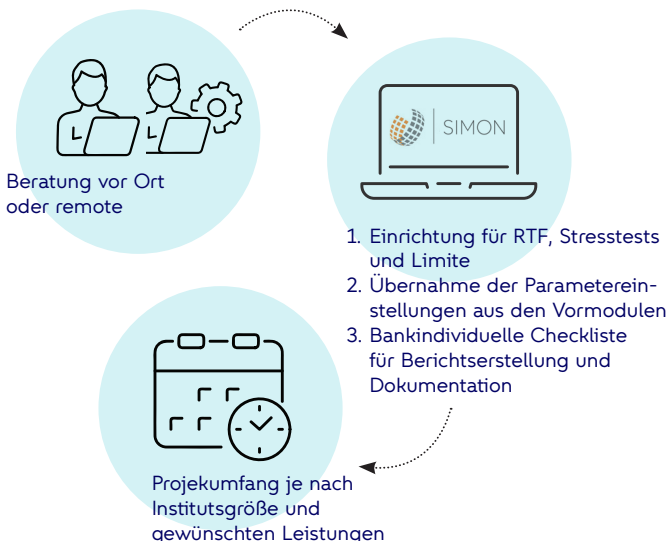 Beratung vor Ort
oder remote
SIMON
1. Einrichtung für RTF, Stresstests
und Limite
2. Übernahme der Parameterein-
stellungen aus den Vormodulen
3. Bankindividuelle Checkliste
für Berichtserstellung und
Dokumentation
Projekumfang je nach
Institutsgröße und
gewünschten Leistungen